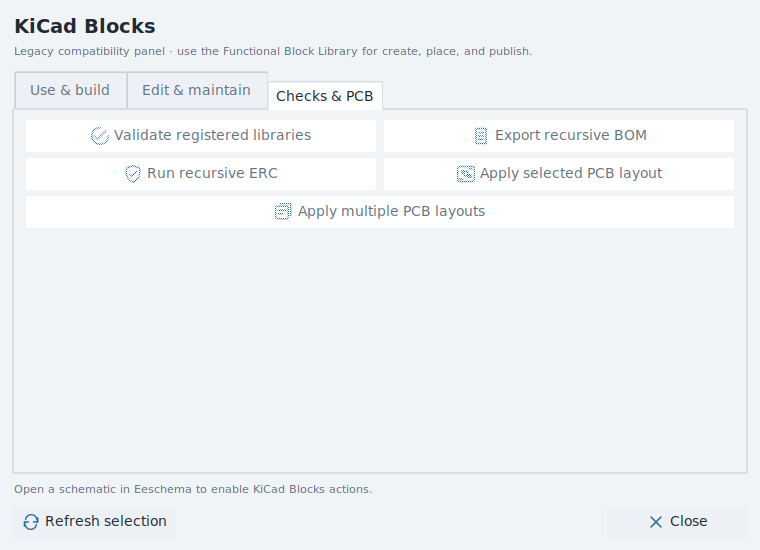 KiCad Blocks
Legacy compatibility panel · use the Functional Block Library for create, place, and publish.
Use & build
Edit & maintain
Checks & PCB
Validate registered libraries
Export recursive BOM
Run recursive ERC
Apply selected PCB layout
Apply multiple PCB layouts
Open a schematic in Eeschema to enable KiCad Blocks actions.
Refresh selection
Close